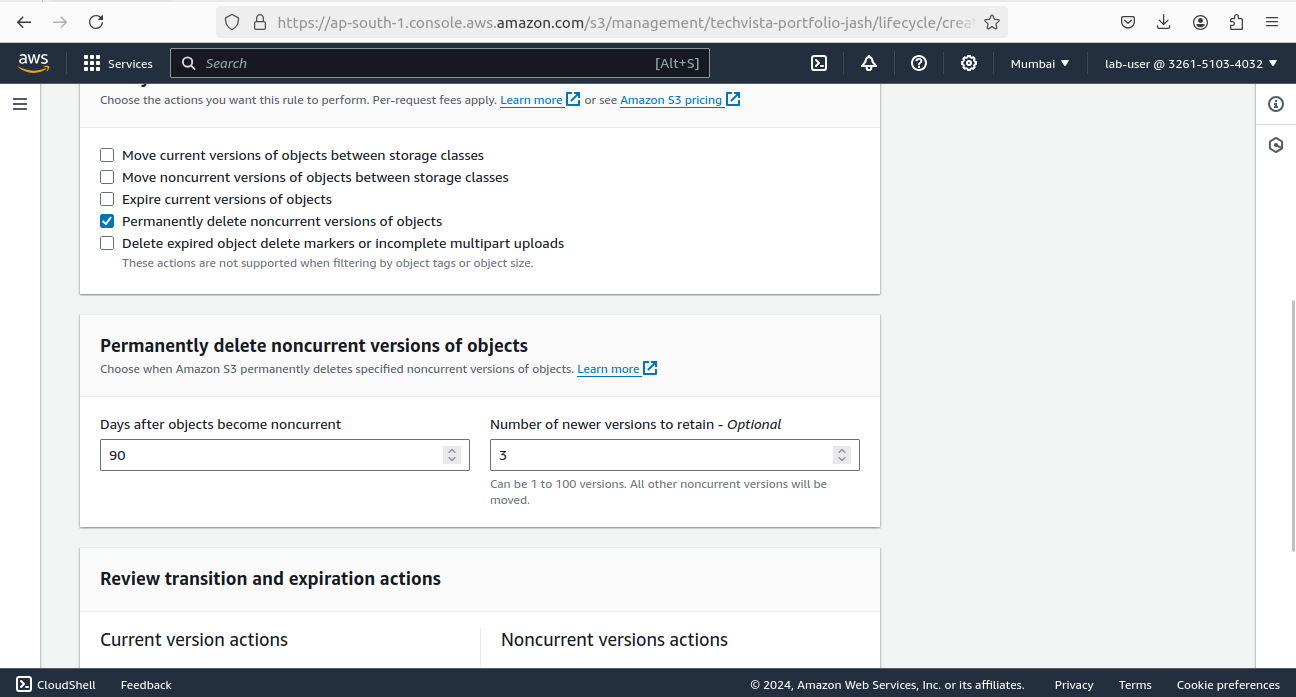 https://ap-south-1.console.aws.amazon.com/s3/management/techvista-portfolio-jash/lifecycle/crea
aws
Services
Search
[Alt+S]
Mumbai
lab-user @ 3261-5103-4032
Choose the actions you want this rule to perform. Per-request fees apply. Learn more or see Amazon S3 pricing
Move current versions of objects between storage classes
Move noncurrent versions of objects between storage classes
Expire current versions of objects
Permanently delete noncurrent versions of objects
Delete expired object delete markers or incomplete multipart uploads
These actions are not supported when filtering by object tags or object size.
Permanently delete noncurrent versions of objects
Choose when Amazon S3 permanently deletes specified noncurrent versions of objects. Learn more
Days after objects become noncurrent
90
Number of newer versions to retain - Optional
3
Can be 1 to 100 versions. All other noncurrent versions will be
moved.
Review transition and expiration actions
Current version actions
Noncurrent versions actions
CloudShell
Feedback
© 2024, Amazon Web Services, Inc. or its affiliates.
Privacy
Terms
Cookie preferences